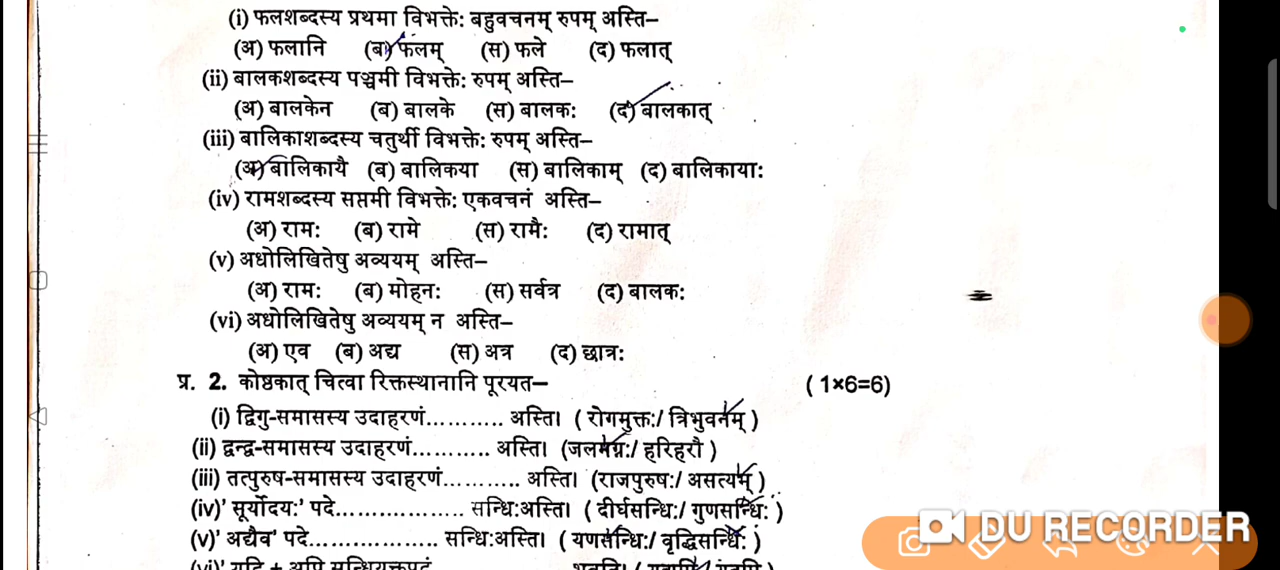 (i) फलशब्दस्य प्रथमा विभक्तेः बहुवचनम् रुपम् अस्ति–
(अ) फलानि (ब) फलम् (स) फले (द) फलात्
(ii) बालकशब्दस्य पञ्चमी विभक्तेः रुपम् अस्ति–
(अ) बालकेन (ब) बालके (स) बालकः (द) बालकात्
(iii) बालिकाशब्दस्य चतुर्थी विभक्तेः रुपम् अस्ति–
(अ) बालिकायै (ब) बालिकया (स) बालिकाम् (द) बालिकायाः
(iv) रामशब्दस्य सप्तमी विभक्तेः एकवचनं अस्ति–
(अ) रामः (ब) रामे (स) रामैः (द) रामात्
(v) अधोलिखितेषु अव्ययम् अस्ति–
(अ) रामः (ब) मोहनः (स) सर्वत्र (द) बालकः
(vi) अधोलिखितेषु अव्ययम् न अस्ति–
(अ) एव (ब) अद्य (स) अत्र (द) छात्रः
प्र. 2. कोष्ठकात् चित्वा रिक्तस्थानानि पूरयत– ( 1×6=6)
(i) द्विगु-समासस्य उदाहरणं........... अस्ति। ( रोगमुक्तः/ त्रिभुवनम् )
(ii) द्वन्द्व-समासस्य उदाहरणं........... अस्ति। (जलमग्नः/ हरिहरौ )
(iii) तत्पुरुष-समासस्य उदाहरणं........... अस्ति। (राजपुरुषः/ असत्यम् )
(iv)' सूर्योदयः' पदे.................. सन्धिःअस्ति। ( दीर्घसन्धिः/ गुणसन्धिः )
(v)' अद्यैव' पदे.................. सन्धिःअस्ति। ( यणसन्धिः/ वृद्धिसन्धिः )
DU RECORDER